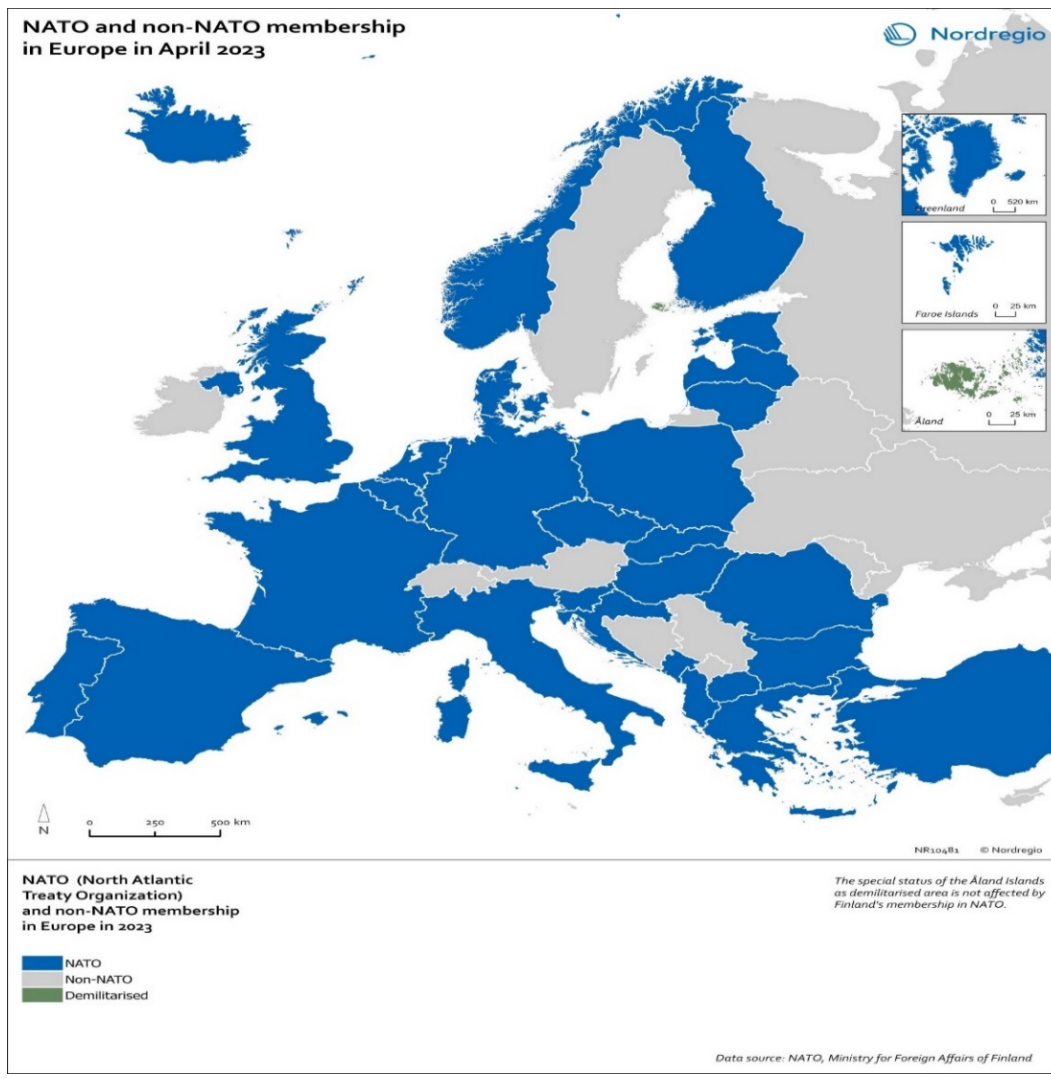 NATO and non-NATO membership
in Europe in April 2023
Nordregio
Greenland
0 520 km
Faroe Islands
0 25 km
Åland
0 25 km
N
0 250 500 km
NR10481 © Nordregio
NATO (North Atlantic
Treaty Organization)
and non-NATO membership
in Europe in 2023
NATO
Non-NATO
Demilitarised
The special status of the Åland Islands
as demilitarised area is not affected by
Finland's membership in NATO.
Data source: NATO, Ministry for Foreign Affairs of Finland